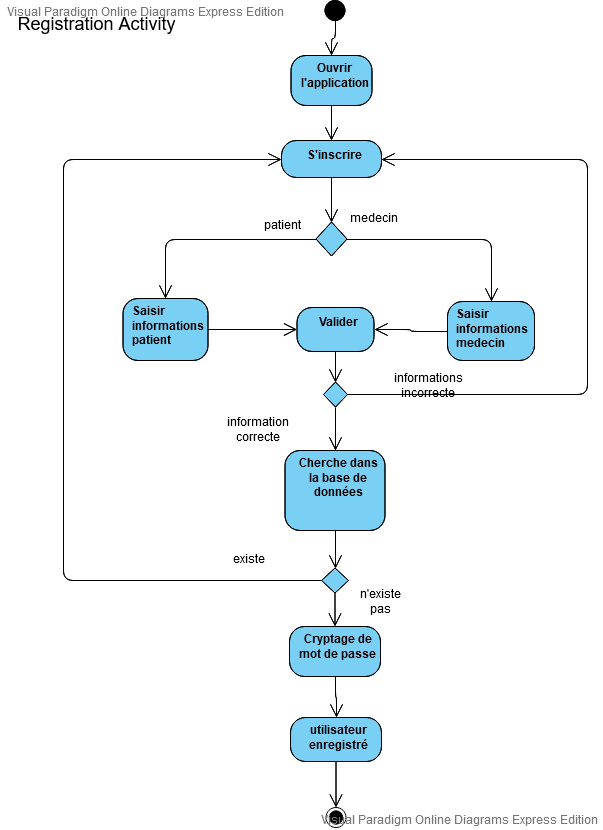 Visual Paradigm Online Diagrams Express Edition
Registration Activity
Ouvrir
l'application
S'inscrire
patient
medecin
Saisir
informations
patient
Valider
Saisir
informations
medecin
informations
incorrecte
information
correcte
Cherche dans
la base de
données
existe
n'existe
pas
Cryptage de
mot de passe
utilisateur
enregistré
Visual Paradigm Online Diagrams Express Edition